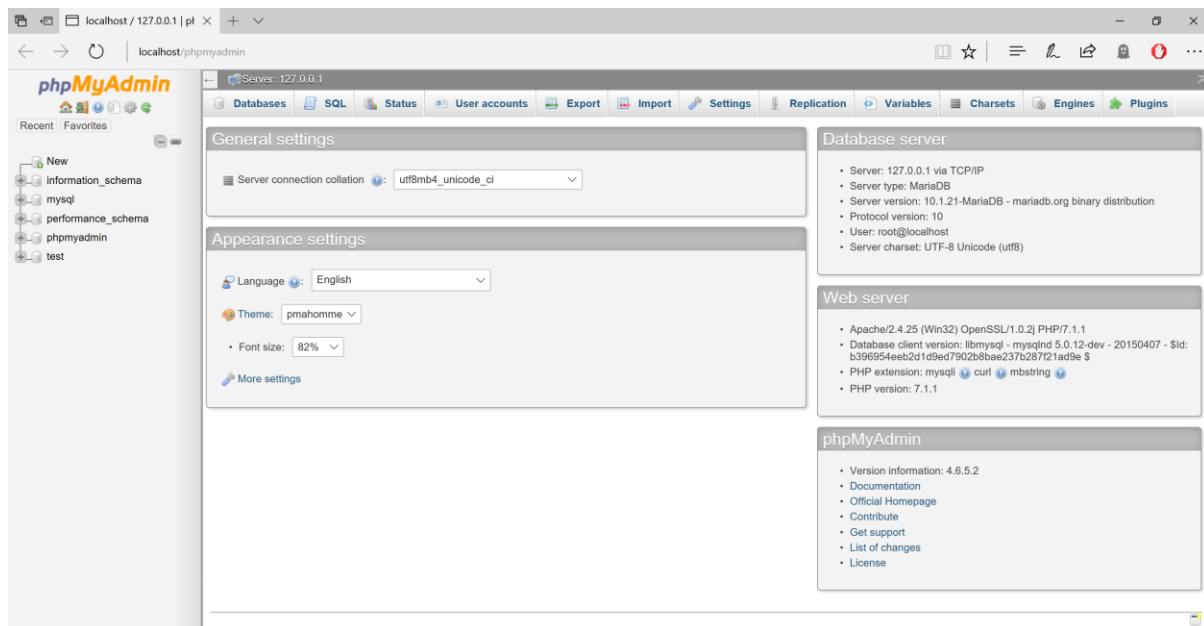 localhost / 127.0.0.1 | pl
localhost/phpmyadmin
phpMyAdmin
Recent Favorites
New
information_schema
mysql
performance_schema
phpmyadmin
test
Server: 127.0.0.1
Databases SQL Status User accounts Export Import Settings Replication Variables Charsets Engines Plugins
General settings
Server connection collation : utf8mb4_unicode_ci
Appearance settings
Language : English
Theme: pmahomme
• Font size: 82%
More settings
Database server
• Server: 127.0.0.1 via TCP/IP
• Server type: MariaDB
• Server version: 10.1.21-MariaDB - mariadb.org binary distribution
• Protocol version: 10
• User: root@localhost
• Server charset: UTF-8 Unicode (utf8)
Web server
• Apache/2.4.25 (Win32) OpenSSL/1.0.2j PHP/7.1.1
• Database client version: libmysql - mysqlnd 5.0.12-dev - 20150407 - $Id:
b396954eeb2d1d9ed7902b8bae237b287f21ad9e $
• PHP extension: mysqli curl mbstring
• PHP version: 7.1.1
phpMyAdmin
• Version information: 4.6.5.2
• Documentation
• Official Homepage
• Contribute
• Get support
• List of changes
• License